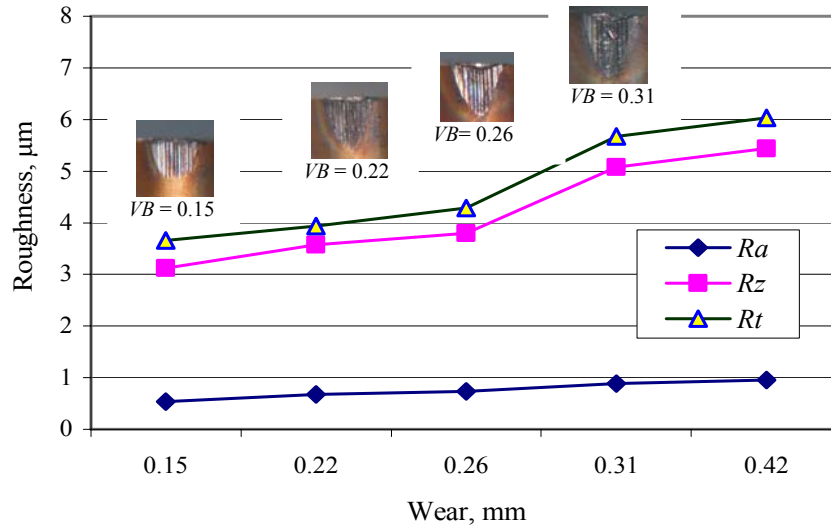 8
7
6
5
4
3
2
1
0
Roughness, μm
VB = 0.15
VB = 0.22
VB= 0.26
VB = 0.31
Ra
Rz
Rt
0.15 0.22 0.26 0.31 0.42
Wear, mm